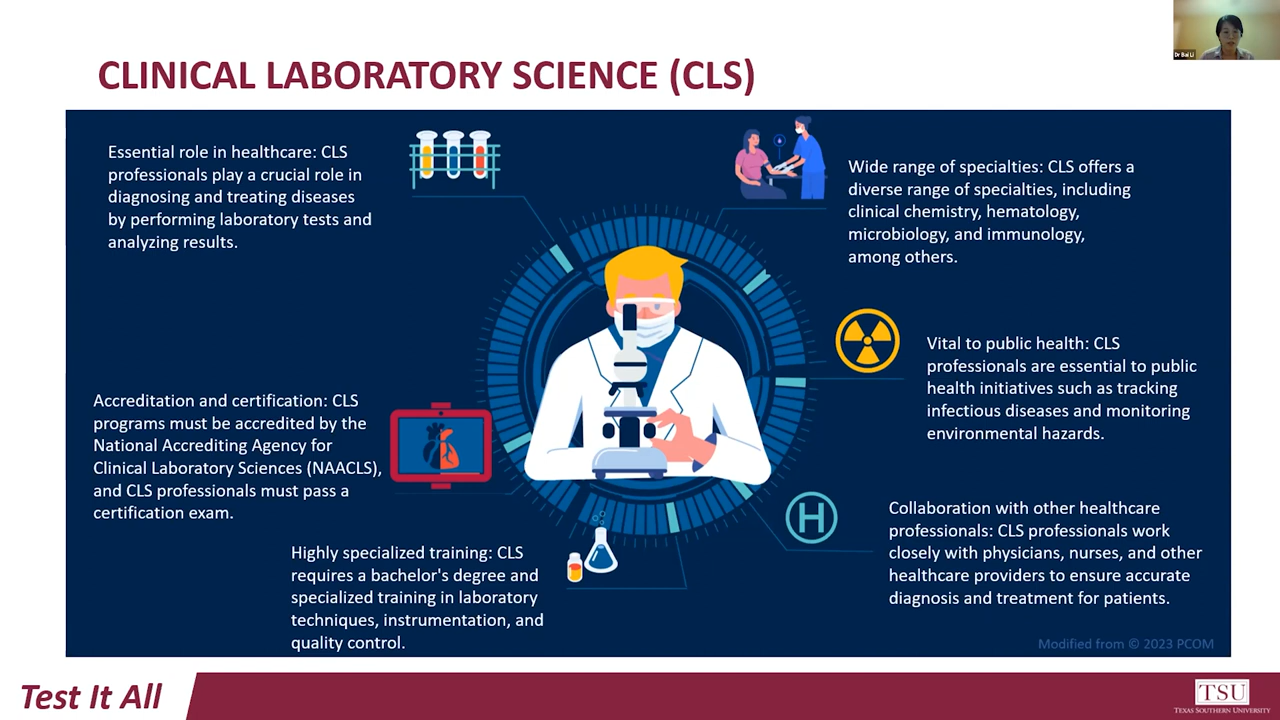 Dr Bai Li
CLINICAL LABORATORY SCIENCE (CLS)
Essential role in healthcare: CLS
professionals play a crucial role in
diagnosing and treating diseases
by performing laboratory tests and
analyzing results.
Wide range of specialties: CLS offers a
diverse range of specialties, including
clinical chemistry, hematology,
microbiology, and immunology,
among others.
Vital to public health: CLS
professionals are essential to public
health initiatives such as tracking
infectious diseases and monitoring
environmental hazards.
Accreditation and certification: CLS
programs must be accredited by the
National Accrediting Agency for
Clinical Laboratory Sciences (NAACLS),
and CLS professionals must pass a
certification exam.
H
Collaboration with other healthcare
professionals: CLS professionals work
closely with physicians, nurses, and other
healthcare providers to ensure accurate
diagnosis and treatment for patients.
Highly specialized training: CLS
requires a bachelor's degree and
specialized training in laboratory
techniques, instrumentation, and
quality control.
Modified from © 2023 PCOM
Test It All
TSU
TEXAS SOUTHERN UNIVERSITY